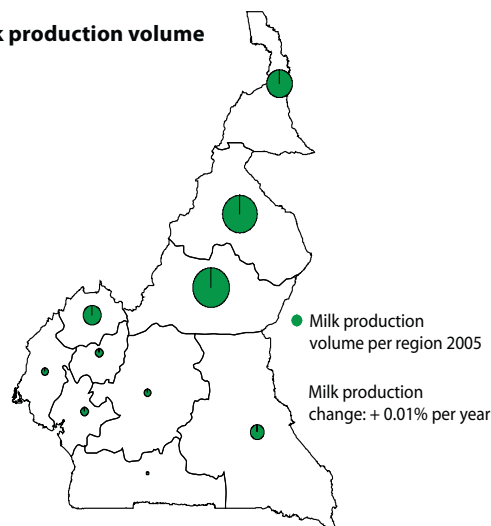 production volume
Milk production
volume per region 2005
Milk production
change: + 0.01% per year